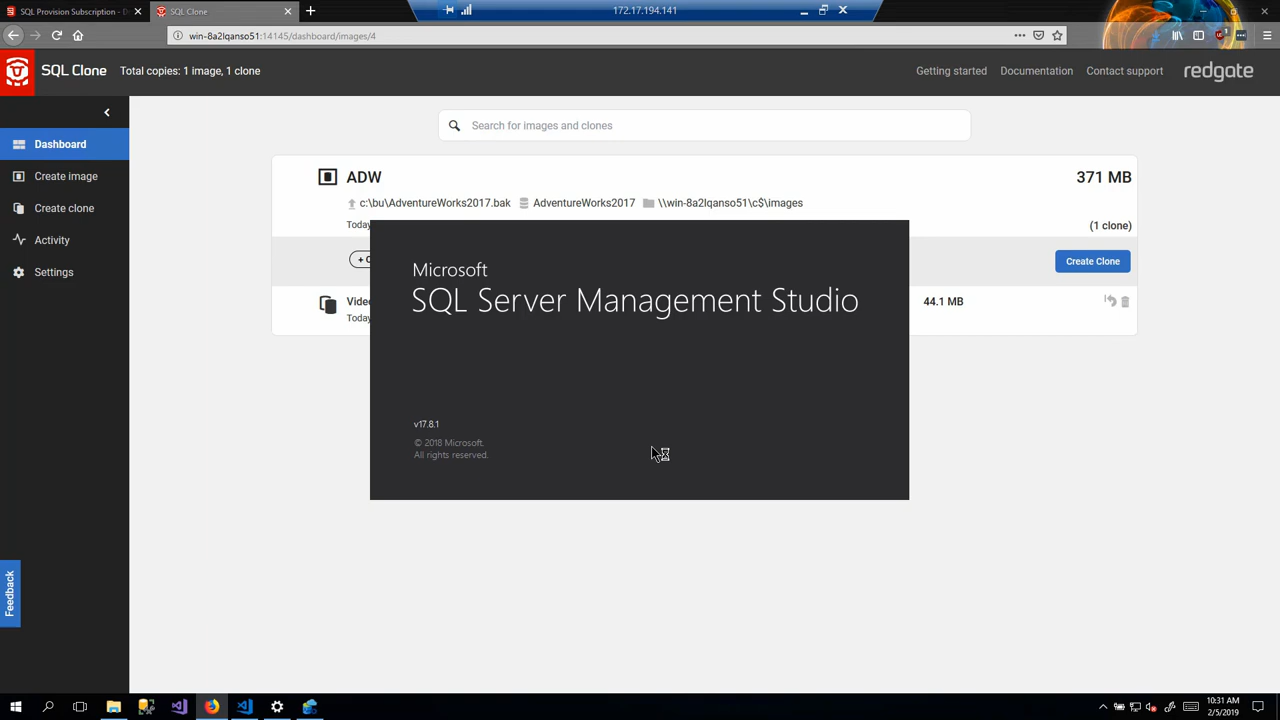 SQL Provision Subscription - D
SQL Clone
172.17.194.141
win-8a2lqanso51:14145/dashboard/images/4
SQL Clone
Total copies: 1 image, 1 clone
Getting started
Documentation
Contact support
redgate
Dashboard
Create image
Create clone
Activity
Settings
Feedback
Search for images and clones
ADW
371 MB
c:\bu\AdventureWorks2017.bak
AdventureWorks2017
\\win-8a2lqanso51\c$\images
Today
(1 clone)
Create Clone
Video
44.1 MB
Today
Microsoft
SQL Server Management Studio
v17.8.1
© 2018 Microsoft.
All rights reserved.
10:31 AM
2/5/2019